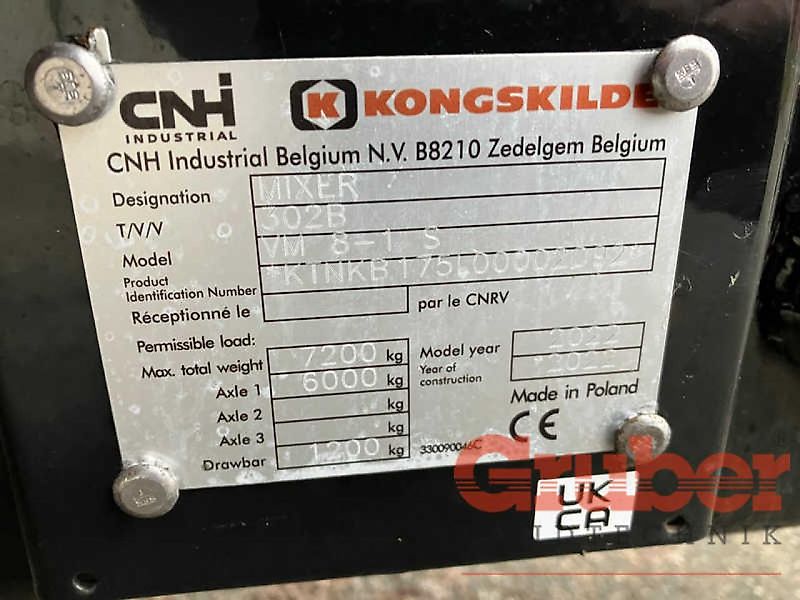 CNH INDUSTRIAL K KONGSKILDE
CNH Industrial Belgium N.V. B8210 Zedelgem Belgium
Designation MIXER
T/V/V 302B
Model VM 8-1 S
Product Identification Number
Réceptionné le par le CNRV
Permissible load:
Max. total weight 7200 kg Model year 2022
Axle 1 6000 kg Year of construction 2022
Axle 2 kg Made in Poland
Axle 3 kg CE
Drawbar 1200 kg 330090046C
UK CA
Gruber